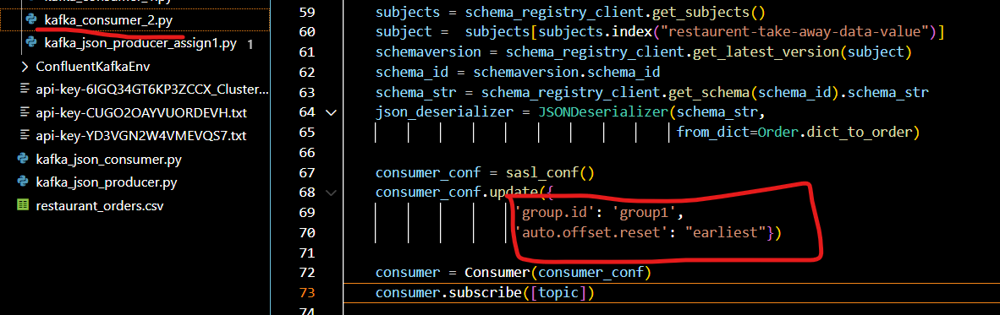 kafka_consumer_2.py
kafka_json_producer_assign1.py 1
ConfluentKafkaEnv
api-key-6IGQ34GT6KP3ZCCX_Cluster...
api-key-CUGO2OAYVUORDEVH.txt
api-key-YD3VGN2W4VMEVQS7.txt
kafka_json_consumer.py
kafka_json_producer.py
restaurant_orders.csv
59 subjects = schema_registry_client.get_subjects()
60 subject = subjects[subjects.index("restaurent-take-away-data-value")]
61 schemaversion = schema_registry_client.get_latest_version(subject)
62 schema_id = schemaversion.schema_id
63 schema_str = schema_registry_client.get_schema(schema_id).schema_str
64 json_deserializer = JSONDeserializer(schema_str,
65 from_dict=Order.dict_to_order)
66
67 consumer_conf = sasl_conf()
68 consumer_conf.update({
69 'group.id': 'group1',
70 'auto.offset.reset': "earliest"})
71
72 consumer = Consumer(consumer_conf)
73 consumer.subscribe([topic])
74